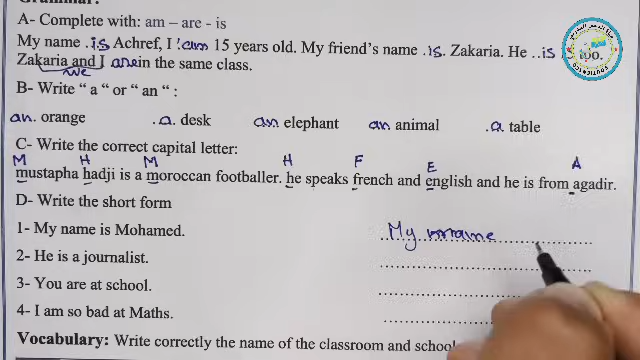 A- Complete with: am – are - is
My name .is Achref, I 'am 15 years old. My friend's name .is. Zakaria. He ..is too.
Zakaria and I are in the same class.
we
B- Write " a " or " an " :
an. orange .a. desk an elephant an animal .a table
C- Write the correct capital letter:
M H M H F E A
mustapha hadji is a moroccan footballer. he speaks french and english and he is from agadir.
D- Write the short form
1- My name is Mohamed. My name
2- He is a journalist.
3- You are at school.
4- I am so bad at Maths.
Vocabulary: Write correctly the name of the classroom and school